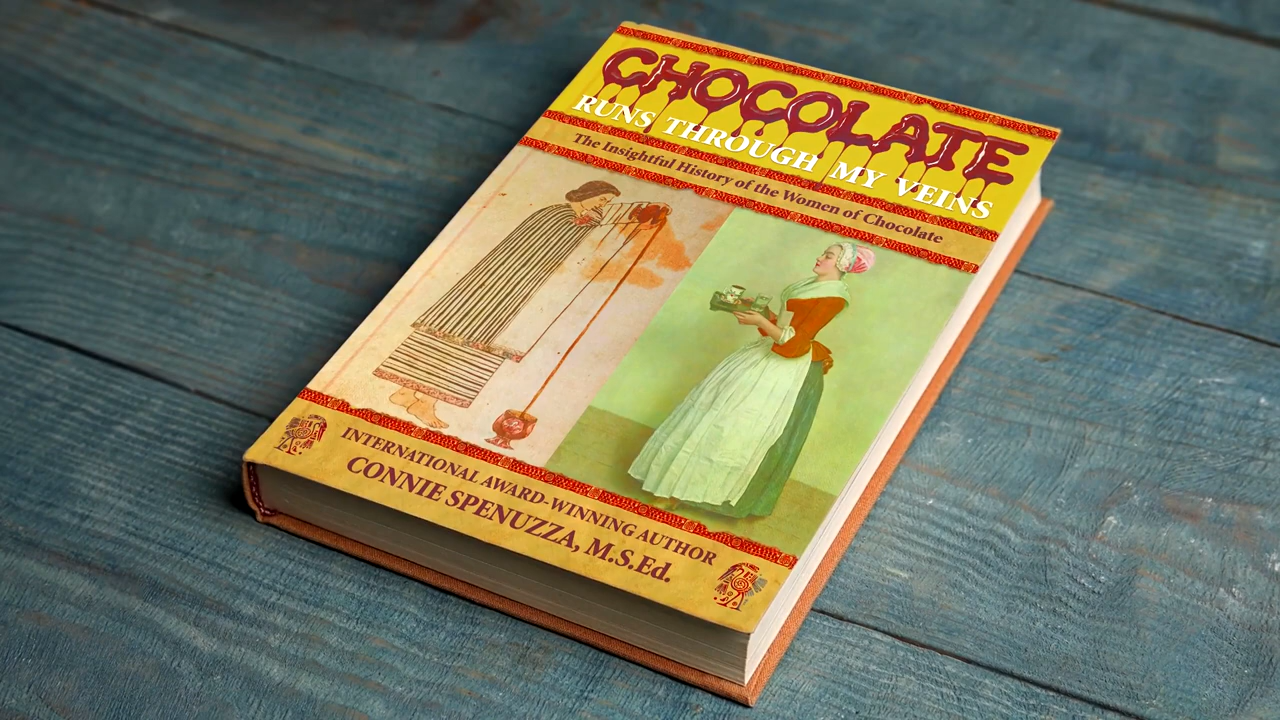 CHOCOLATE
RUNS THROUGH MY VEINS
The Insightful History of the Women of Chocolate
INTERNATIONAL AWARD-WINNING AUTHOR
CONNIE SPENUZZA, M.S.Ed.